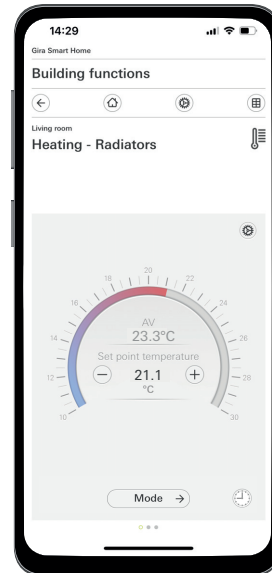 14:29
Gira Smart Home
Building functions
Living room
Heating - Radiators
10
12
14
16
18
20
22
24
26
28
30
AV
23.3°C
Set point temperature
21.1
°C
Mode